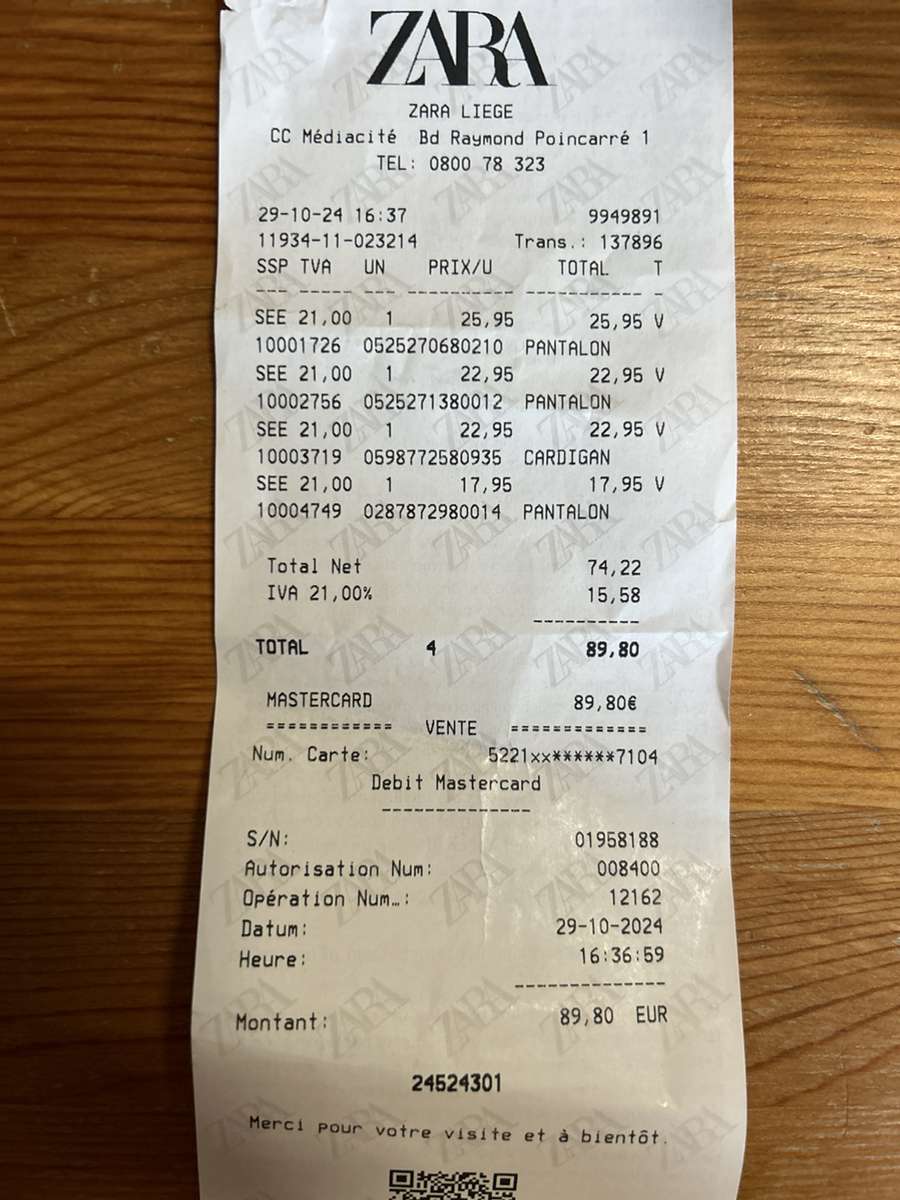 ZARA
ZARA LIEGE
CC Médiacité Bd Raymond Poincarré 1
TEL: 0800 78 323
29-10-24 16:37 9949891
11934-11-023214 Trans.: 137896
SSP TVA UN PRIX/U TOTAL T
--- ----- --- ---------- ----------- -
SEE 21,00 1 25,95 25,95 V
10001726 0525270680210 PANTALON
SEE 21,00 1 22,95 22,95 V
10002756 0525271380012 PANTALON
SEE 21,00 1 22,95 22,95 V
10003719 0598772580935 CARDIGAN
SEE 21,00 1 17,95 17,95 V
10004749 0287872980014 PANTALON
Total Net 74,22
IVA 21,00% 15,58
----------
TOTAL 4 89,80
MASTERCARD 89,80€
============ VENTE =============
Num. Carte: 5221xx******7104
Debit Mastercard
--------------
S/N: 01958188
Autorisation Num: 008400
Opération Num…: 12162
Datum: 29-10-2024
Heure: 16:36:59
--------------
Montant: 89,80 EUR
24524301
Merci pour votre visite et à bientôt.